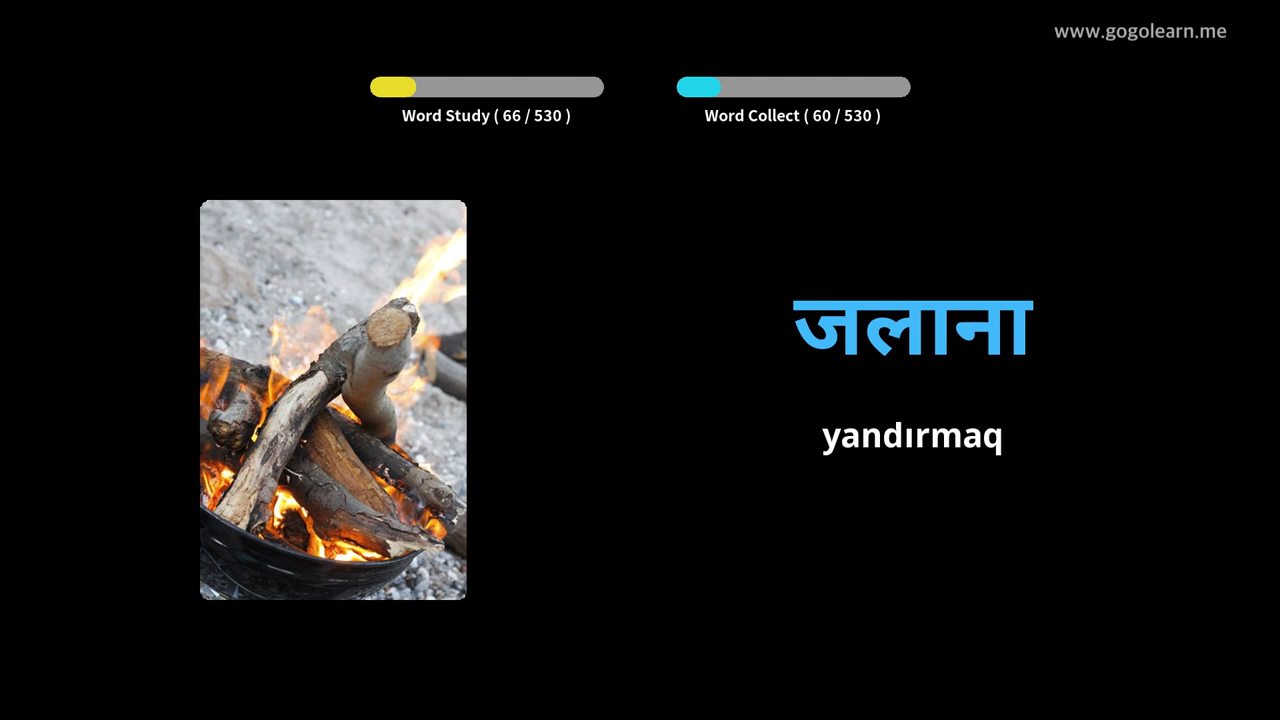 www.gogolearn.me
Word Study ( 66 / 530 )
Word Collect ( 60 / 530 )
जलाना
yandırmaq